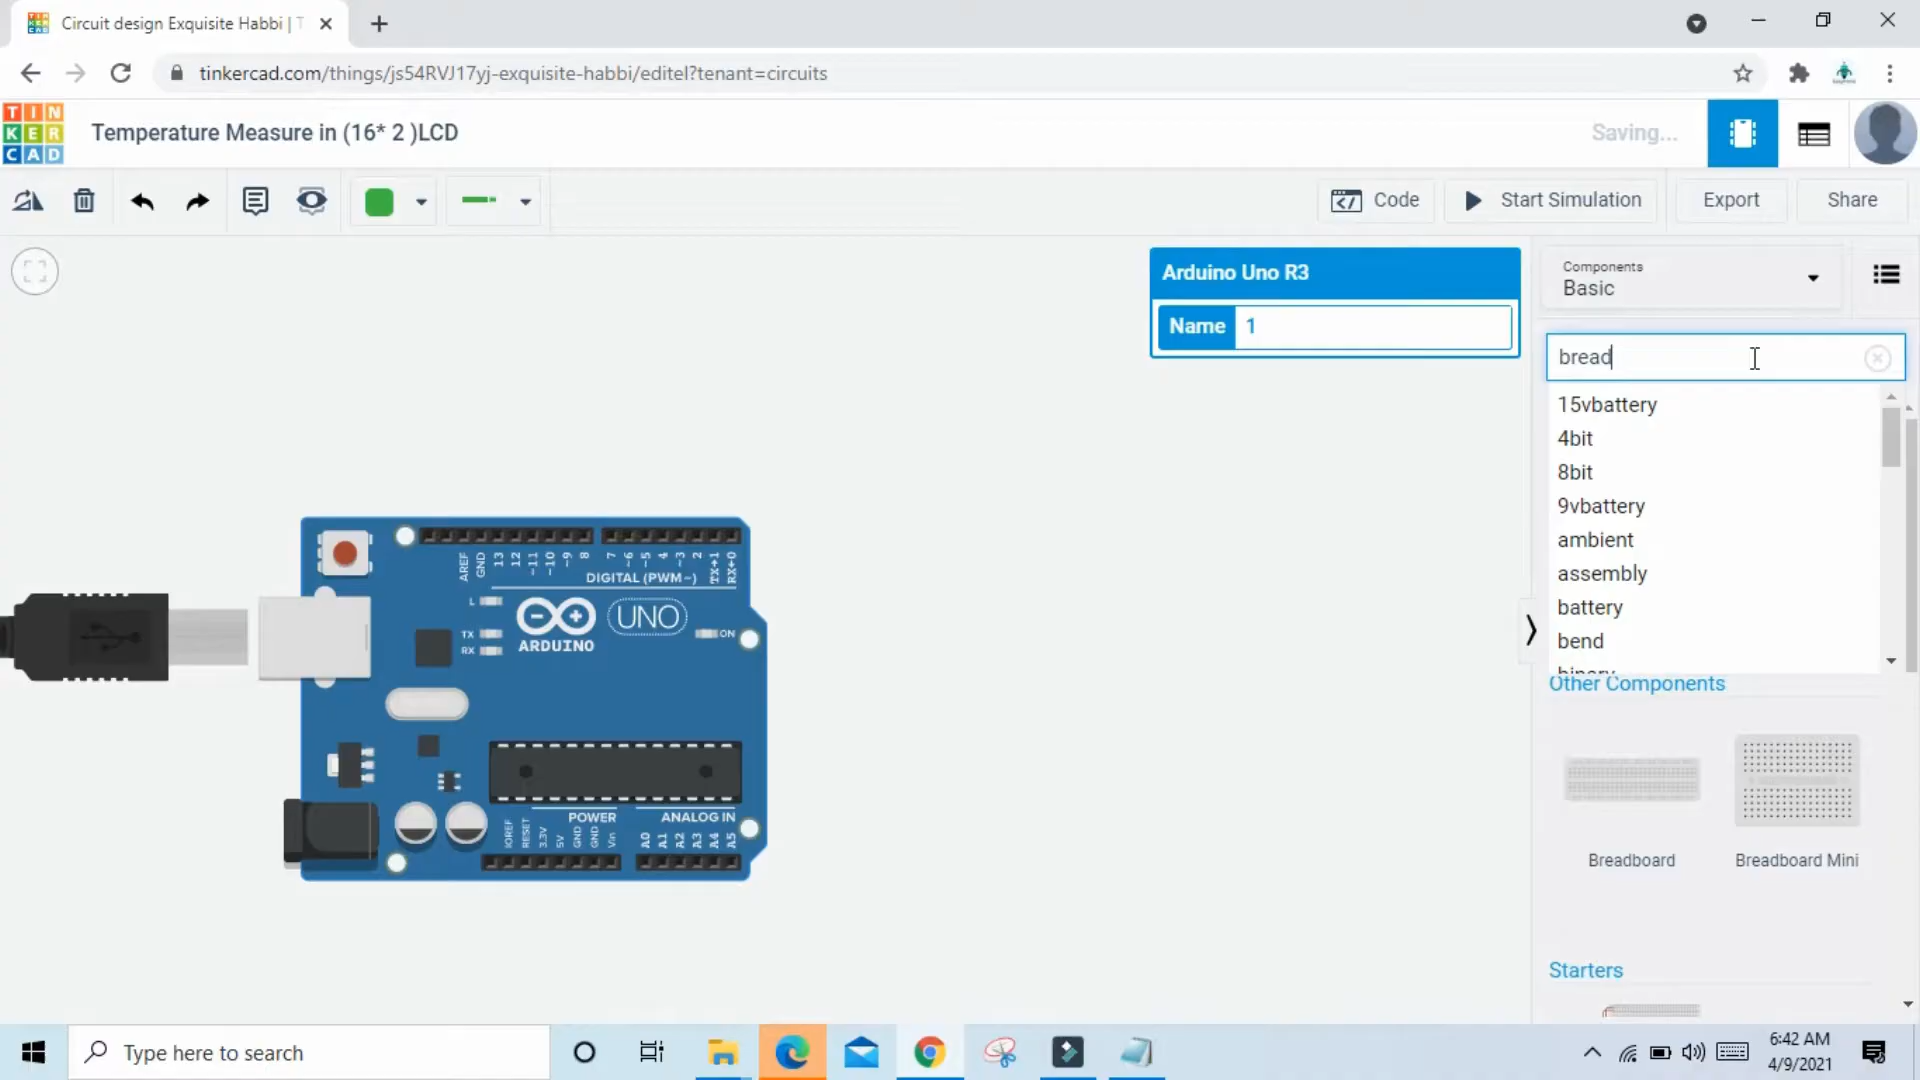 Circuit design Exquisite Habbi | T
tinkercad.com/things/js54RVJ17yj-exquisite-habbi/editel?tenant=circuits
TIN
KER
CAD
Temperature Measure in (16* 2 )LCD
Saving...
Code
Start Simulation
Export
Share
Arduino Uno R3
Name
1
Components
Basic
bread
15vbattery
4bit
8bit
9vbattery
ambient
assembly
battery
bend
binary
Other Components
Breadboard
Breadboard Mini
Starters
AREF
GND
13
12
~11
~10
~9
8
7
~6
~5
4
~3
2
TX→1
RX←0
DIGITAL (PWM~)
L
TX
RX
ARDUINO
UNO
ON
POWER
ANALOG IN
IOREF
RESET
3.3V
5V
GND
GND
Vin
A0
A1
A2
A3
A4
A5
Type here to search
6:42 AM
4/9/2021